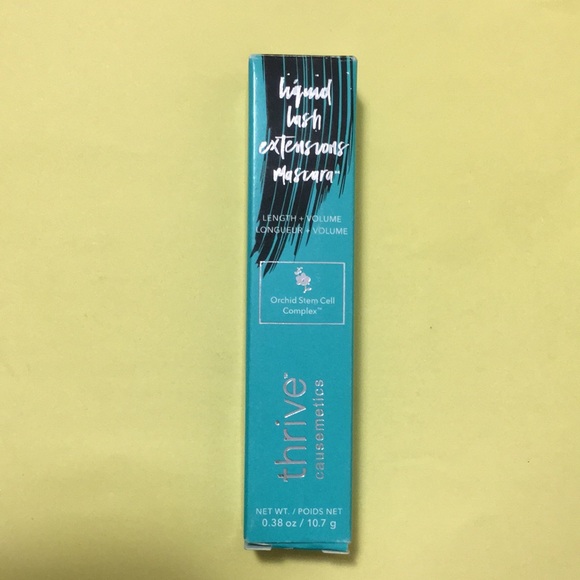 liquid
lash
extensions
mascara™
LENGTH + VOLUME
LONGUEUR + VOLUME
Orchid Stem Cell
Complex™
thrive™
causemetics
NET WT. / POIDS NET
0.38 oz / 10.7 g